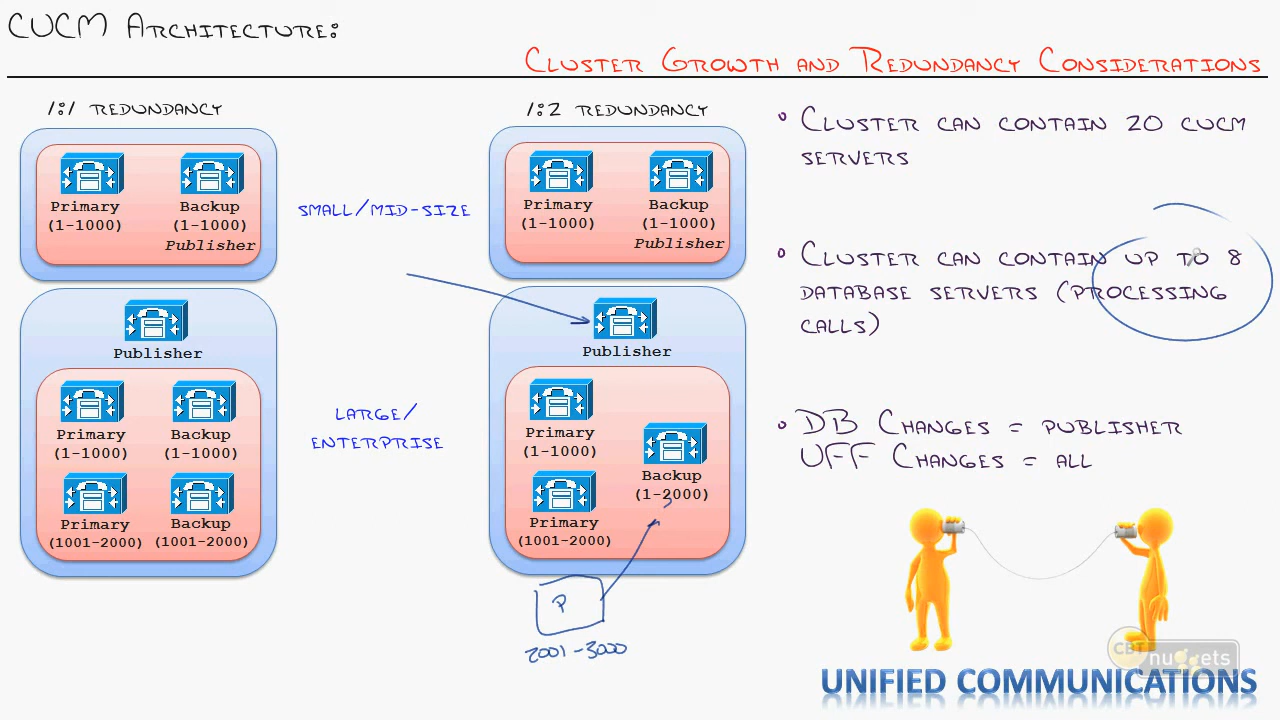 CUCM ARCHITECTURE:
CLUSTER GROWTH AND REDUNDANCY CONSIDERATIONS
1:1 REDUNDANCY
Primary
(1-1000)
Backup
(1-1000)
Publisher
SMALL/MID-SIZE
Publisher
Primary
(1-1000)
Backup
(1-1000)
Primary
(1001-2000)
Backup
(1001-2000)
LARGE/
ENTERPRISE
1:2 REDUNDANCY
Primary
(1-1000)
Backup
(1-1000)
Publisher
Publisher
Primary
(1-1000)
Backup
(1-2000)
Primary
(1001-2000)
P
2001-3000
CLUSTER CAN CONTAIN 20 CUCM
SERVERS
CLUSTER CAN CONTAIN UP TO 8
DATABASE SERVERS (PROCESSING
CALLS)
DB CHANGES = PUBLISHER
UFF CHANGES = ALL
CBT nuggets
UNIFIED COMMUNICATIONS